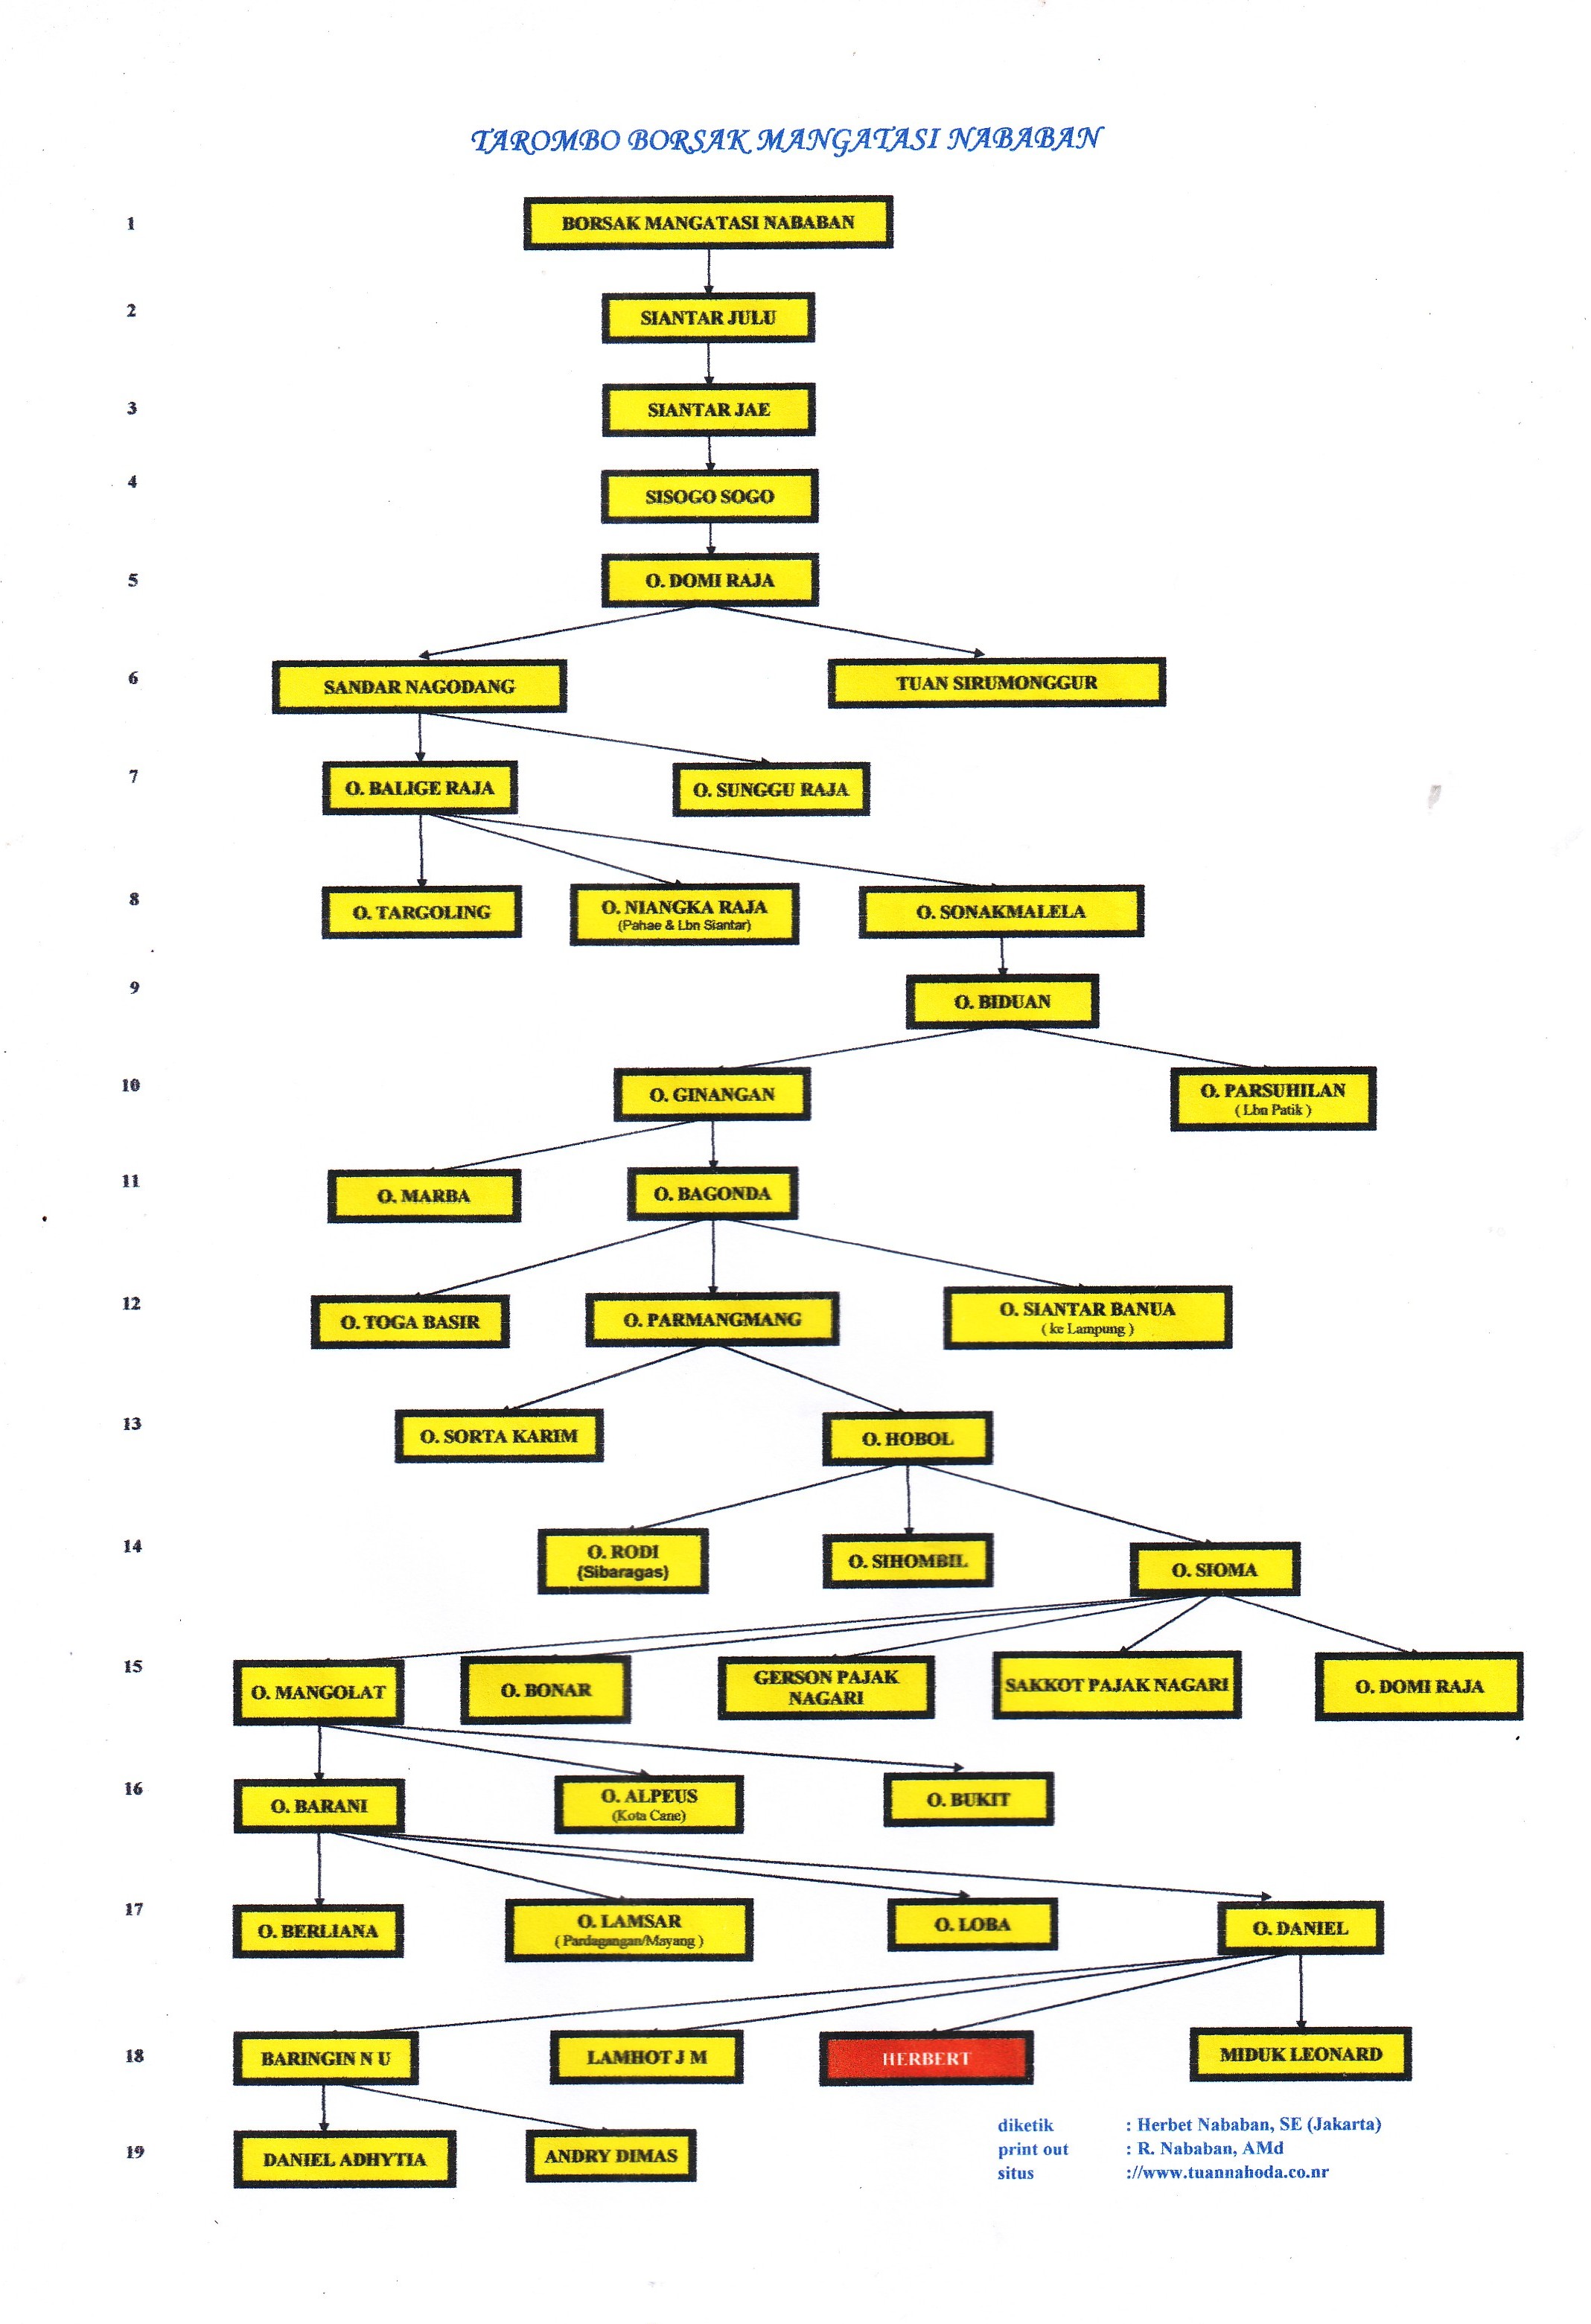 TAROMBO BORSAK MANGATASI NABABAN
1
BORSAK MANGATASI NABABAN
2
SIANTAR JULU
3
SIANTAR JAE
4
SISOGO SOGO
5
O. DOMI RAJA
6
SANDAR NAGODANG
TUAN SIRUMONGGUR
7
O. BALIGE RAJA
O. SUNGGU RAJA
8
O. TARGOLING
O. NIANGKA RAJA
(Pahae & Lbn Siantar)
O. SONAKMALELA
9
O. BIDUAN
10
O. GINANGAN
O. PARSUHILAN
( Lbn Patik )
11
O. MARBA
O. BAGONDA
12
O. TOGA BASIR
O. PARMANGMANG
O. SIANTAR BANUA
( ke Lampung )
13
O. SORTA KARIM
O. HOBOL
14
O. RODI
(Sibaragas)
O. SIHOMBIL
O. SIOMA
15
O. MANGOLAT
O. BONAR
GERSON PAJAK
NAGARI
SAKKOT PAJAK NAGARI
O. DOMI RAJA
16
O. BARANI
O. ALPEUS
(Kota Cane)
O. BUKIT
17
O. BERLIANA
O. LAMSAR
( Pardagangan/Mayang )
O. LOBA
O. DANIEL
18
BARINGIN N U
LAMHOT J M
HERBERT
MIDUK LEONARD
19
DANIEL ADHYTIA
ANDRY DIMAS
diketik : Herbet Nababan, SE (Jakarta)
print out : R. Nababan, AMd
situs ://www.tuannahoda.co.nr